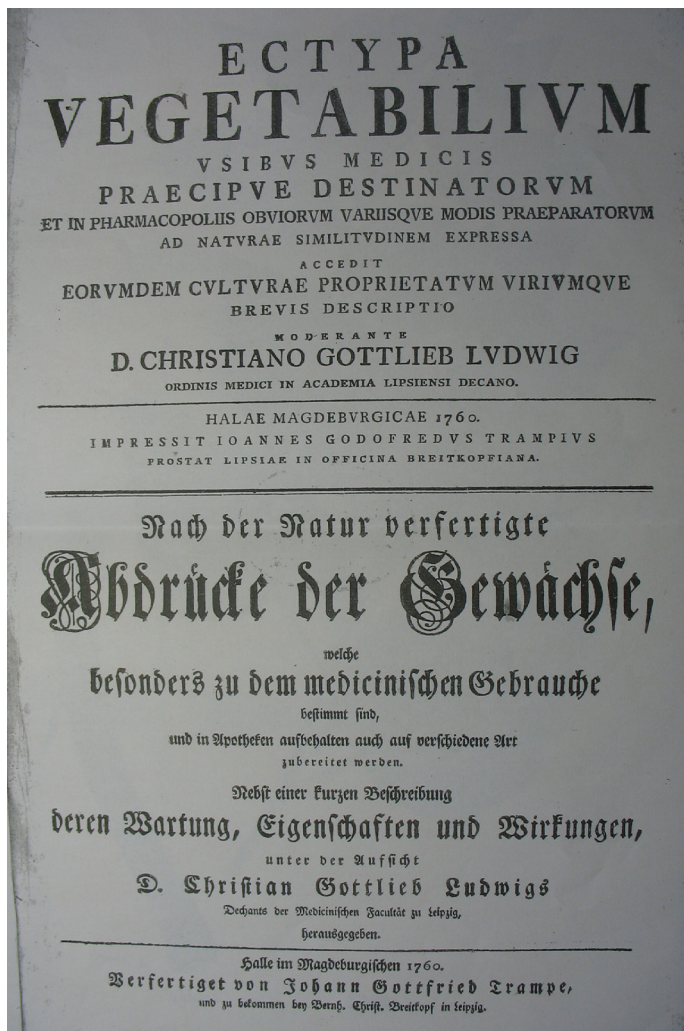 ECTYPA
VEGETABILIVM
VSIBVS MEDICIS
PRAECIPVE DESTINATORVM
ET IN PHARMACOPOLIIS OBVIORVM VARIISQVE MODIS PRAEPARATORVM
AD NATVRAE SIMILITVDINEM EXPRESSA
ACCEDIT
EORVMDEM CVLTVRAE PROPRIETATVM VIRIVMQVE
BREVIS DESCRIPTIO
MODERANTE
D. CHRISTIANO GOTTLIEB LVDWIG
ORDINIS MEDICI IN ACADEMIA LIPSIENSI DECANO.
HALAE MAGDEBVRGICAE 1760.
IMPRESSIT IOANNES GODOFREDVS TRAMPIVS
PROSTAT LIPSIAE IN OFFICINA BREITKOPFIANA.
Nach der Natur verfertigte
Abdrücke der Gewächſe,
welche
beſonders zu dem mediciniſchen Gebrauche
beſtimmt ſind,
und in Apotheken aufbehalten auch auf verſchiedene Art
zubereitet werden.
Nebſt einer kurzen Beſchreibung
deren Wartung, Eigenſchaften und Wirkungen,
unter der Aufſicht
D. Chriſtian Gottlieb Ludwigs
Dechants der Mediciniſchen Facultät zu Leipzig,
herausgegeben.
Halle im Magdeburgiſchen 1760.
Verfertiget von Johann Gottfried Trampe,
und zu bekommen bey Bernh. Chriſt. Breitkopf in Leipzig.